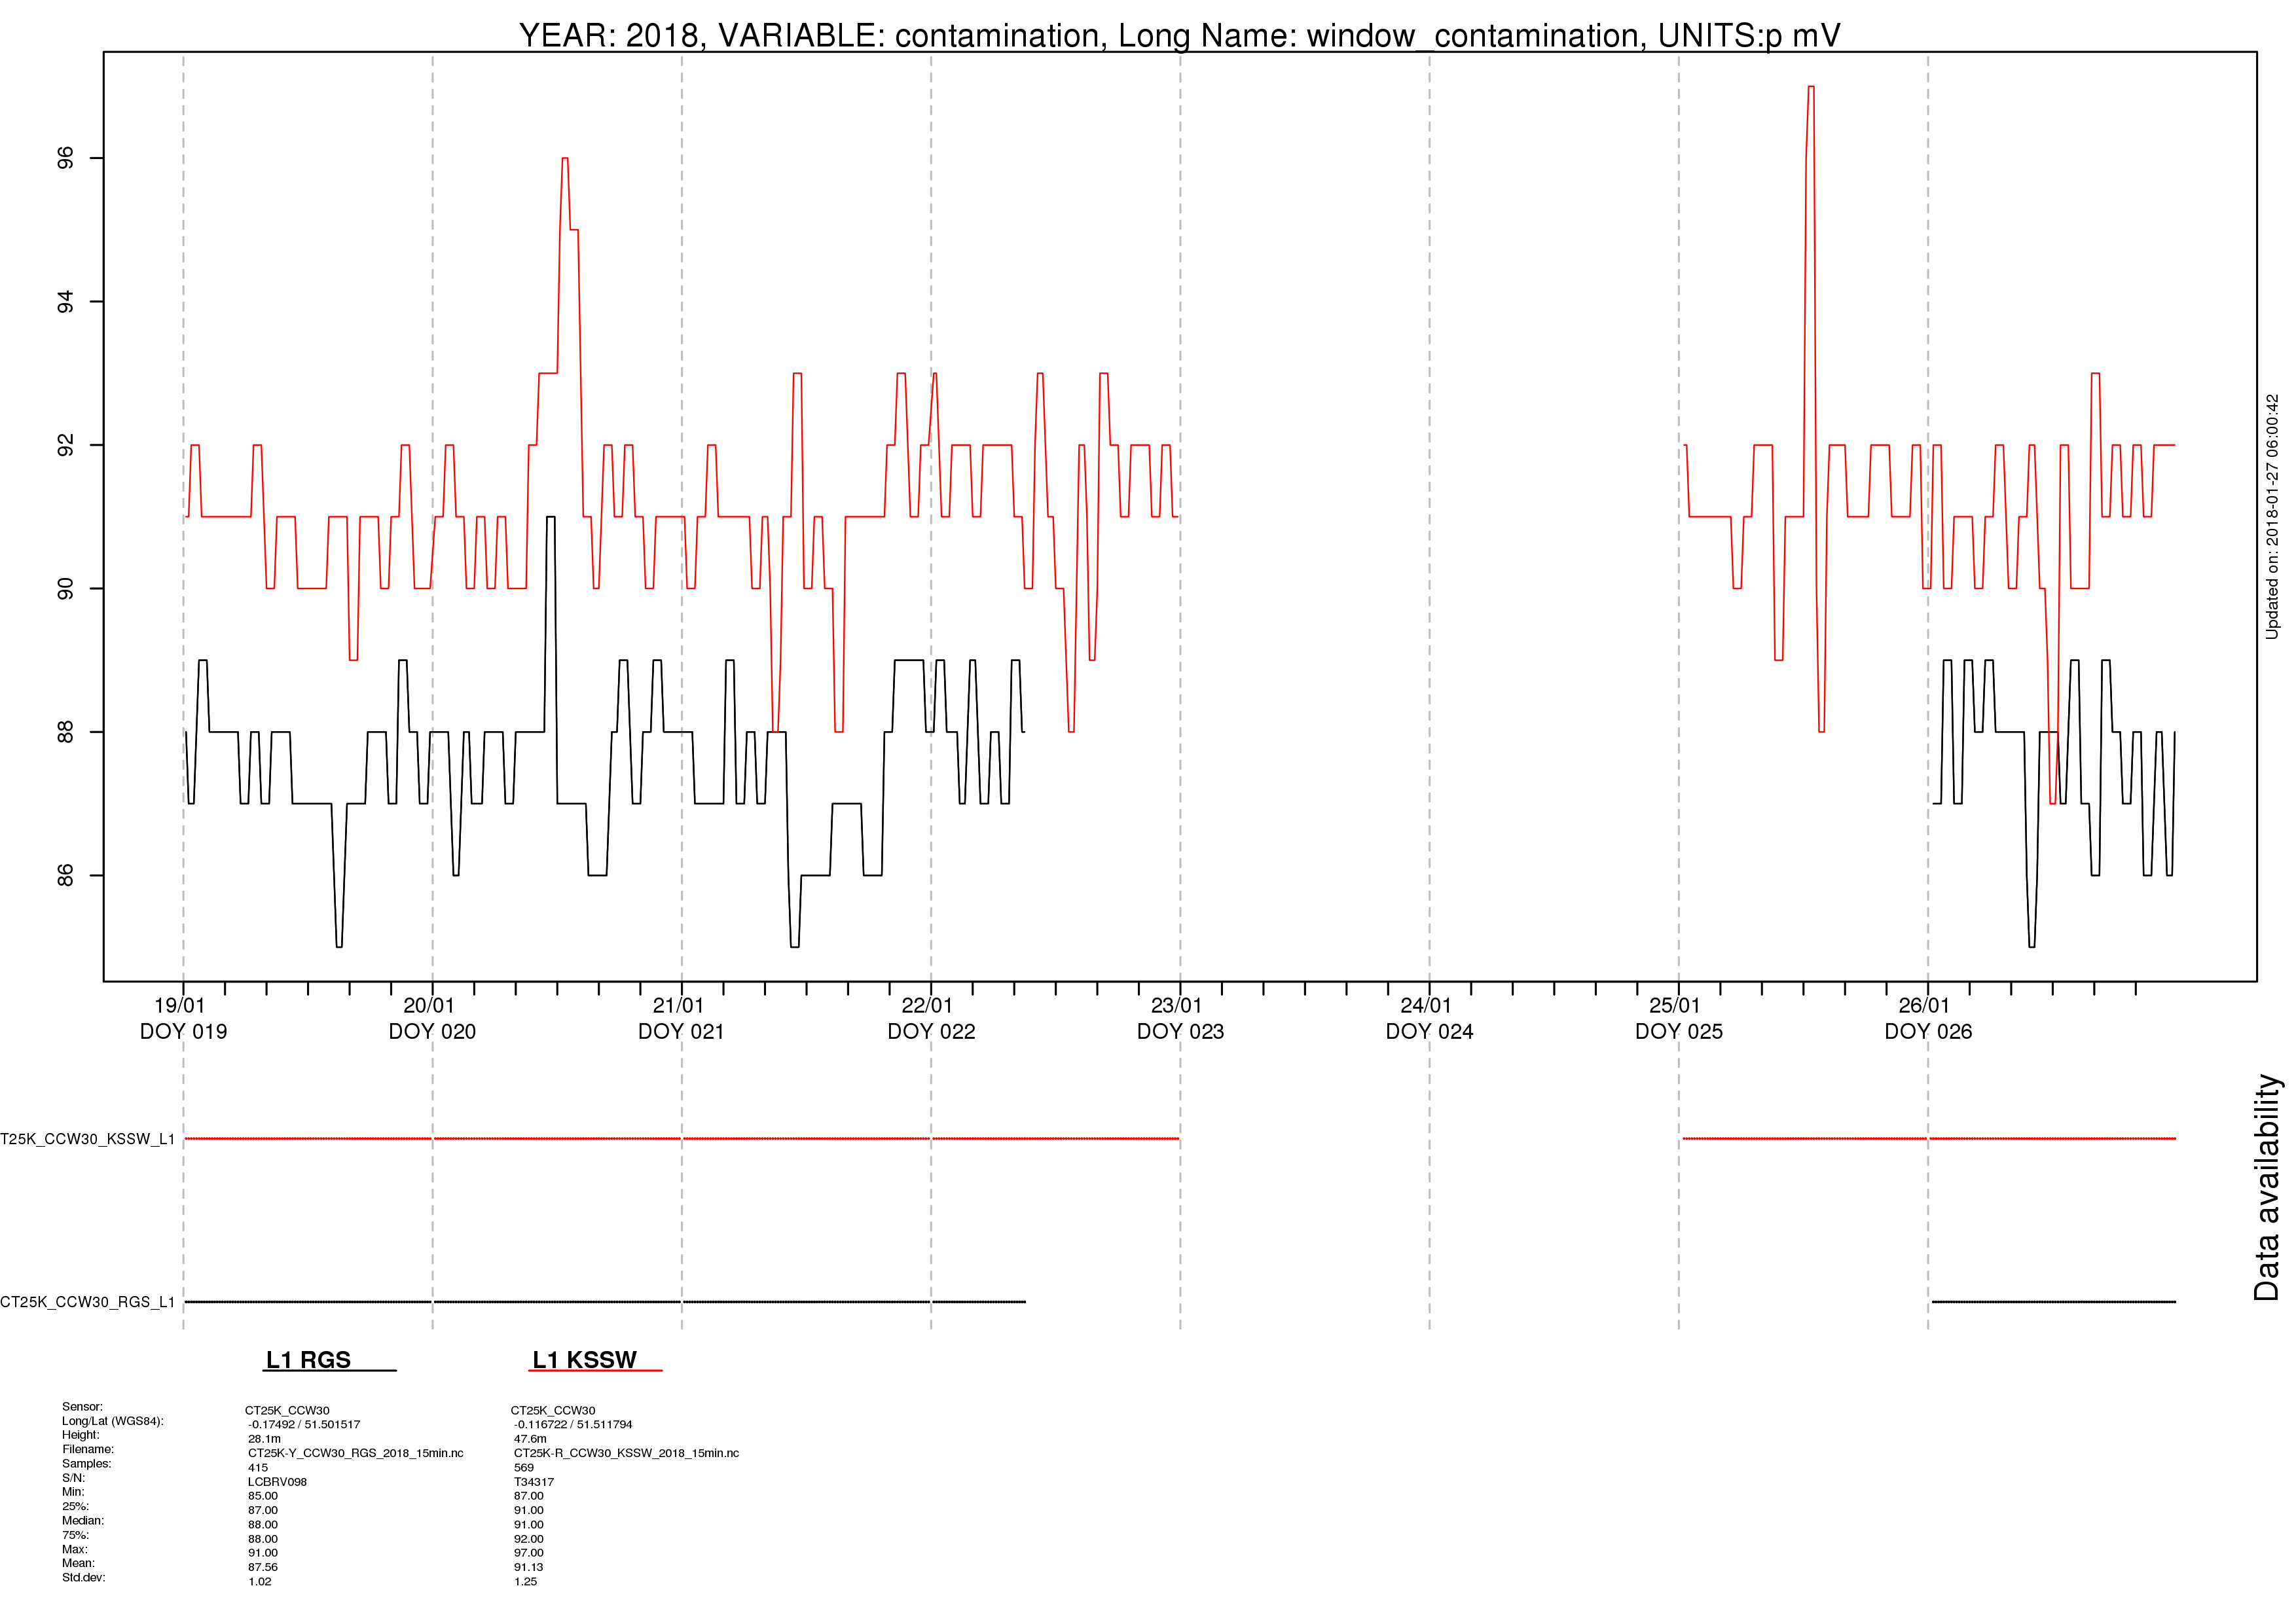 YEAR: 2018, VARIABLE: contamination, Long Name: window_contamination, UNITS:p mV
96
94
92
90
88
86
Updated on: 2018-01-27 06:00:42
19/01 20/01 21/01 22/01 23/01 24/01 25/01 26/01
DOY 019 DOY 020 DOY 021 DOY 022 DOY 023 DOY 024 DOY 025 DOY 026
T25K_CCW30_KSSW_L1
CT25K_CCW30_RGS_L1
Data availability
L1 RGS L1 KSSW
Sensor: CT25K_CCW30 CT25K_CCW30
Long/Lat (WGS84): -0.17492 / 51.501517 -0.116722 / 51.511794
Height: 28.1m 47.6m
Filename: CT25K-Y_CCW30_RGS_2018_15min.nc CT25K-R_CCW30_KSSW_2018_15min.nc
Samples: 415 569
S/N: LCBRV098 T34317
Min: 85.00 87.00
25%: 87.00 91.00
Median: 88.00 91.00
75%: 88.00 92.00
Max: 91.00 97.00
Mean: 87.56 91.13
Std.dev: 1.02 1.25